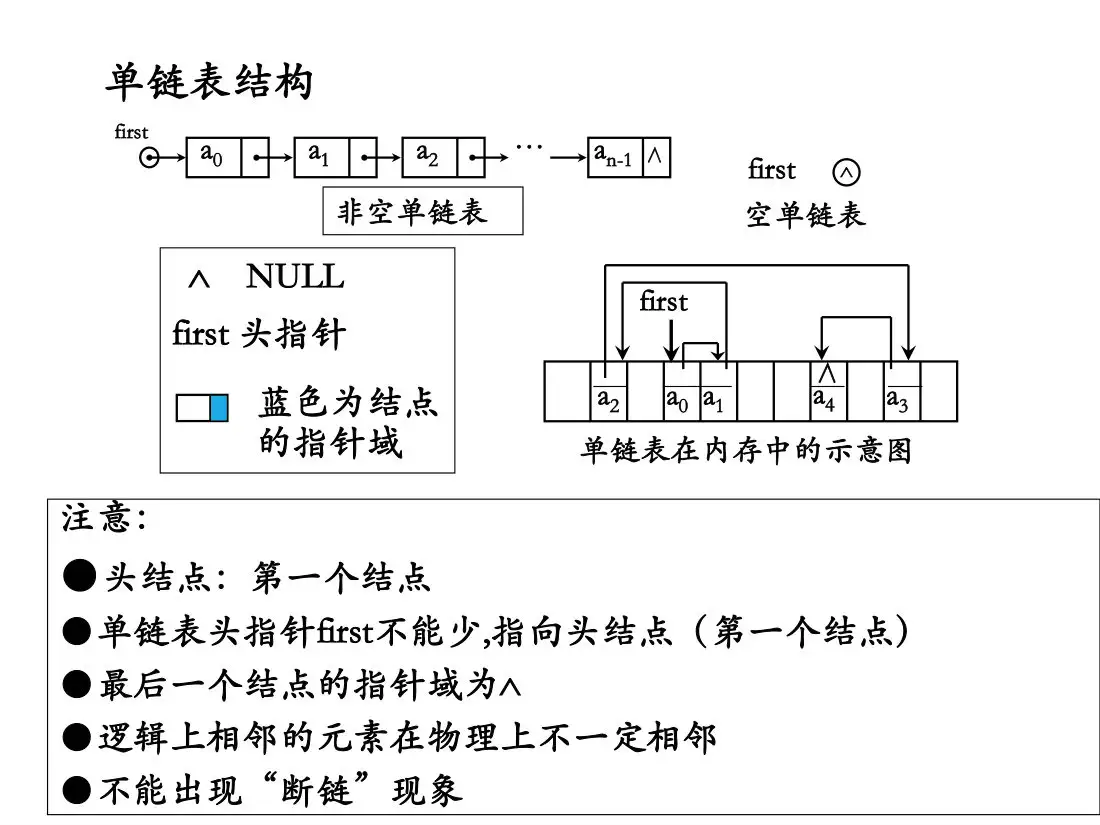 单链表结构
first
a0 a1 a2 … an-1 ∧
first ∧
非空单链表
空单链表
∧ NULL
first 头指针
蓝色为结点
的指针域
first
∧
a2 a0 a1 a4 a3
单链表在内存中的示意图
注意：
●头结点：第一个结点
●单链表头指针first不能少,指向头结点（第一个结点）
●最后一个结点的指针域为∧
●逻辑上相邻的元素在物理上不一定相邻
●不能出现“断链”现象